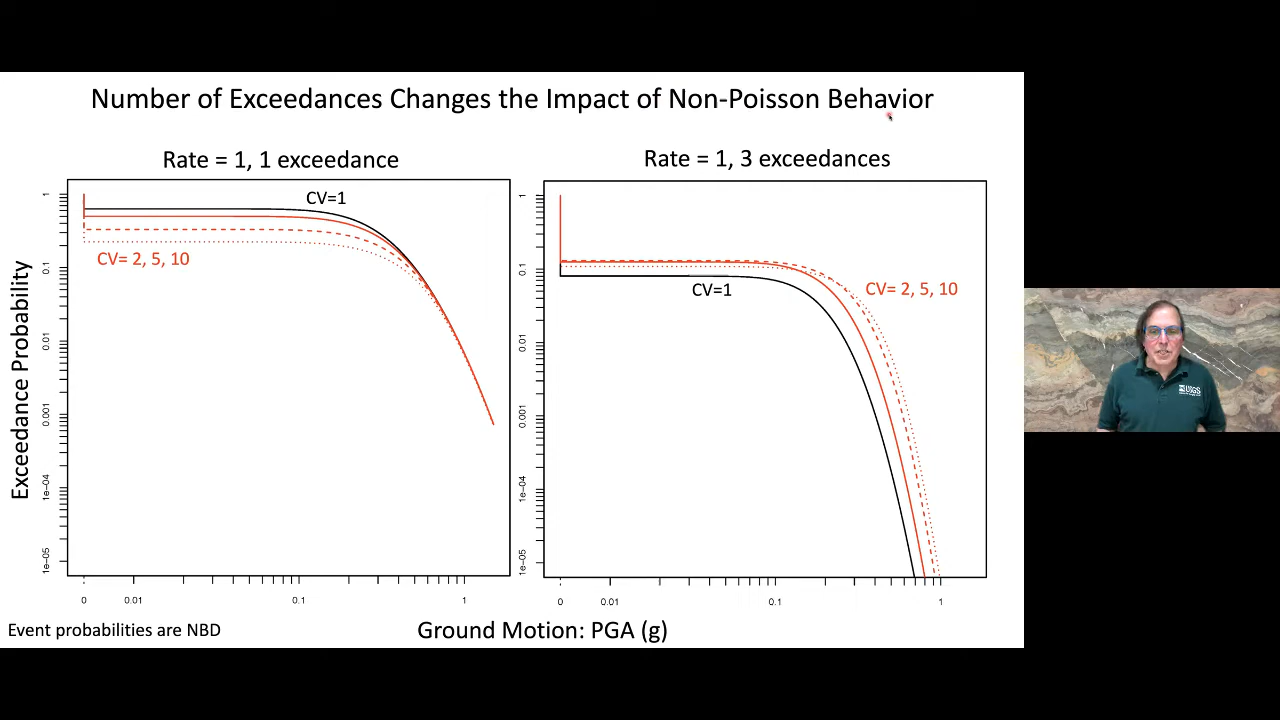 Number of Exceedances Changes the Impact of Non-Poisson Behavior
Rate = 1, 1 exceedance
Rate = 1, 3 exceedances
Exceedance Probability
1
0.1
0.01
0.001
1e-04
1e-05
CV=1
CV= 2, 5, 10
0
0.01
0.1
1
1
0.1
0.01
0.001
1e-04
1e-05
CV= 2, 5, 10
CV=1
0
0.01
0.1
1
Event probabilities are NBD
Ground Motion: PGA (g)
USGS